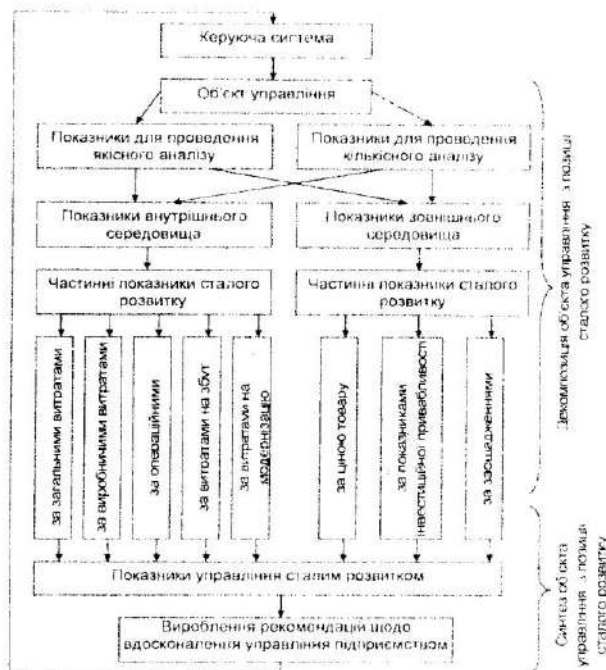 Керуюча система
Об'єкт управління
Показники для проведення
якісного аналізу
Показники для проведення
кількісного аналізу
Показники внутрішнього
середовища
Показники зовнішнього
середовища
Частинні показники сталого
розвитку
Частинні показники сталого
розвитку
за загальними витратами
за виробничими витратами
за операційними
за витратами на збут
за витратами на
модернізацію
за ціною товару
за показниками
інвестиційної привабливості
за заощадженнями
Показники управління сталим розвитком
Вироблення рекомендацій щодо
вдосконалення управління підприємством
Декомпозиція об'єкта управління з позиції
сталого розвитку
Синтез об'єкта
управління з позиції
сталого розвитку